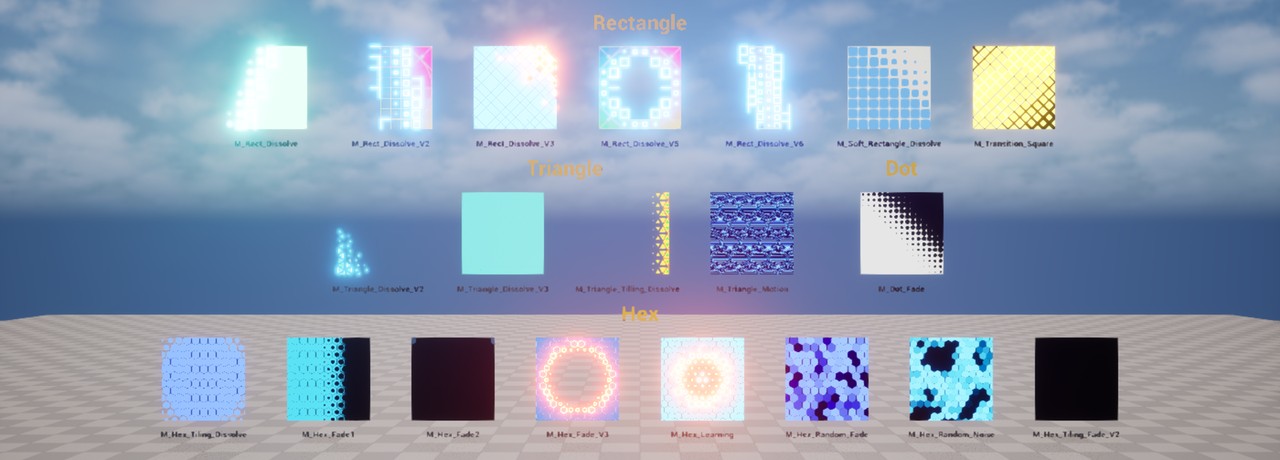 Rectangle
M_Rect_Dissolve M_Rect_Dissolve_V2 M_Rect_Dissolve_V3 M_Rect_Dissolve_V5 M_Rect_Dissolve_V6 M_Soft_Rectangle_Dissolve M_Transition_Square
Triangle Dot
M_Triangle_Dissolve_V2 M_Triangle_Dissolve_V3 M_Triangle_Tilling_Dissolve M_Triangle_Motion M_Dot_Fade
Hex
M_Hex_Tiling_Dissolve M_Hex_Fade1 M_Hex_Fade2 M_Hex_Fade_V3 M_Hex_Learning M_Hex_Random_Fade M_Hex_Random_Noise M_Hex_Tiling_Fade_V2